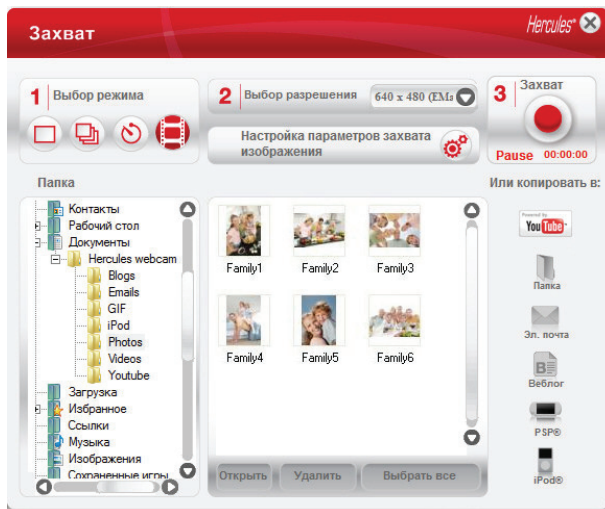 Захват
Hercules®
1 Выбор режима
2 Выбор разрешения
640 x 480 (EMa
Настройка параметров захвата
изображения
3 Захват
Pause 00:00:00
Папка
Или копировать в:
Контакты
Рабочий стол
Документы
Hercules webcam
Blogs
Emails
GIF
iPod
Photos
Videos
Youtube
Загрузка
Избранное
Ссылки
Музыка
Изображения
Сохраненные игры
Family1
Family2
Family3
Family4
Family5
Family6
Открыть
Удалить
Выбрать все
Powered by
YouTube
Папка
Эл. почта
Веблог
PSP®
iPod®